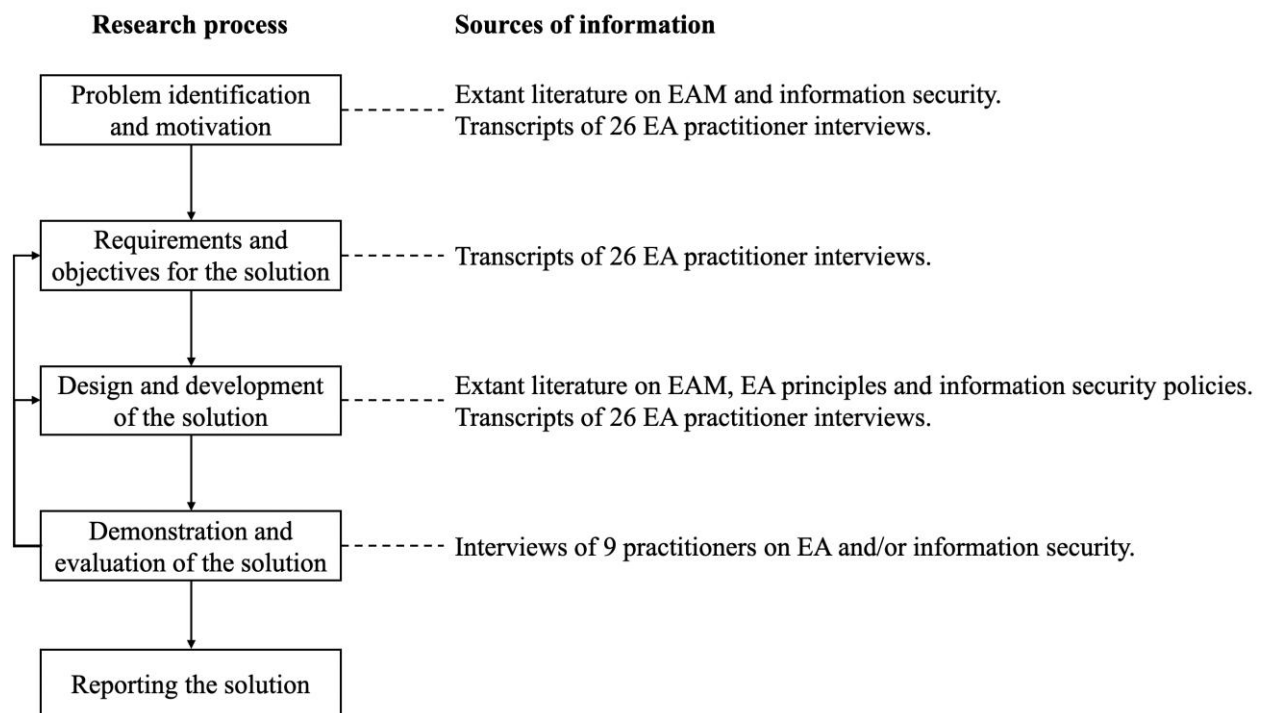 Research process
Sources of information
Problem identification
and motivation
Extant literature on EAM and information security.
Transcripts of 26 EA practitioner interviews.
Requirements and
objectives for the solution
Transcripts of 26 EA practitioner interviews.
Design and development
of the solution
Extant literature on EAM, EA principles and information security policies.
Transcripts of 26 EA practitioner interviews.
Demonstration and
evaluation of the solution
Interviews of 9 practitioners on EA and/or information security.
Reporting the solution